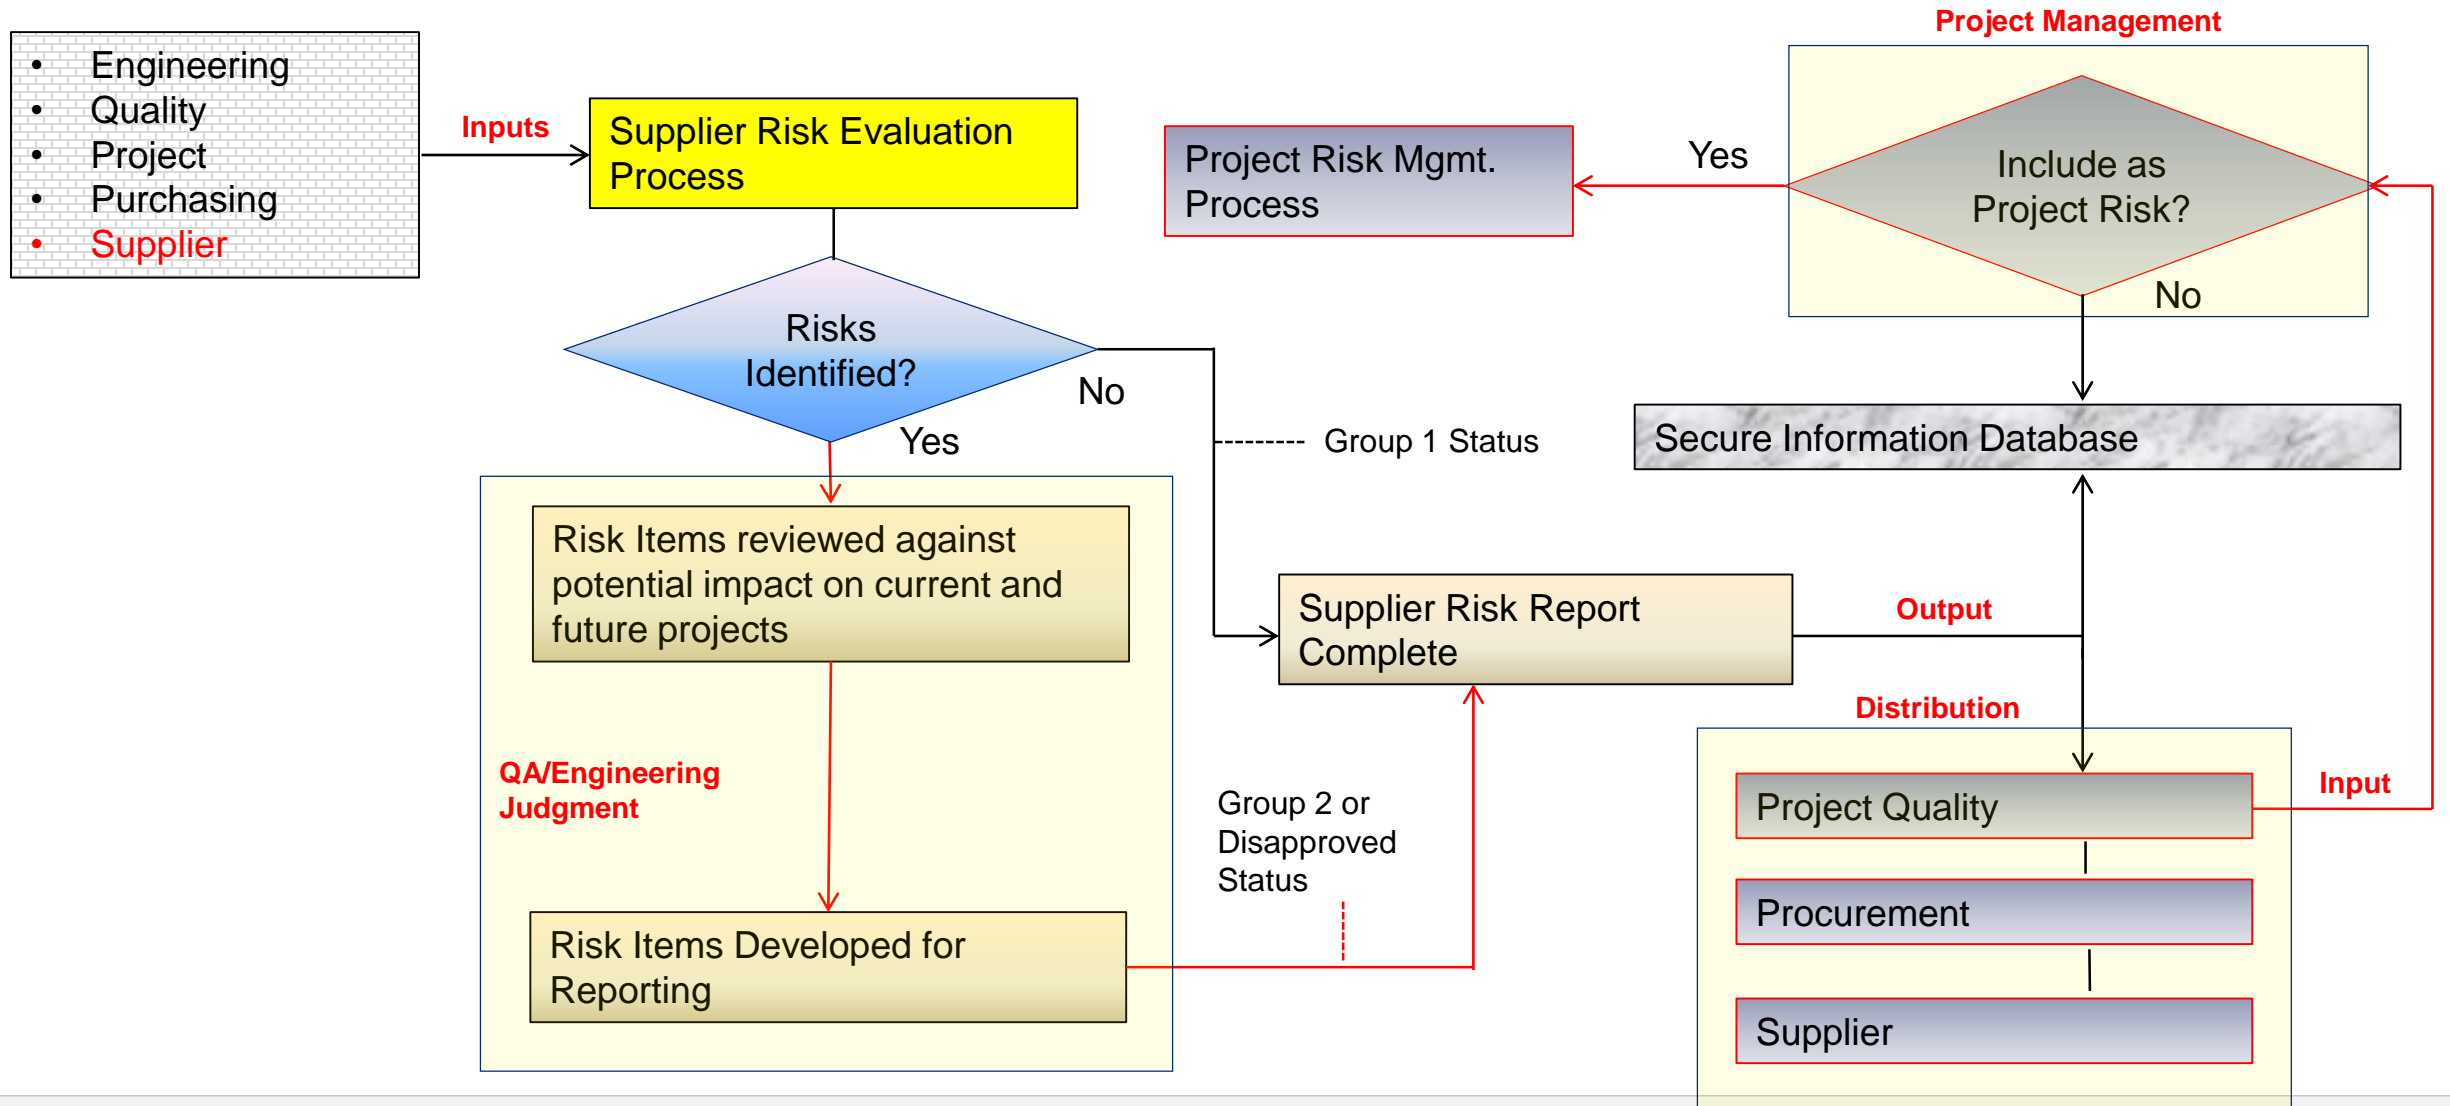 Project Management
• Engineering
• Quality
• Project
• Purchasing
• Supplier
Inputs
Supplier Risk Evaluation
Process
Project Risk Mgmt.
Process
Yes
Include as
Project Risk?
No
Risks
Identified?
No
Yes
Group 1 Status
Secure Information Database
Risk Items reviewed against
potential impact on current and
future projects
Supplier Risk Report
Complete
Output
Distribution
QA/Engineering
Judgment
Group 2 or
Disapproved
Status
Project Quality
Input
Procurement
Risk Items Developed for
Reporting
Supplier